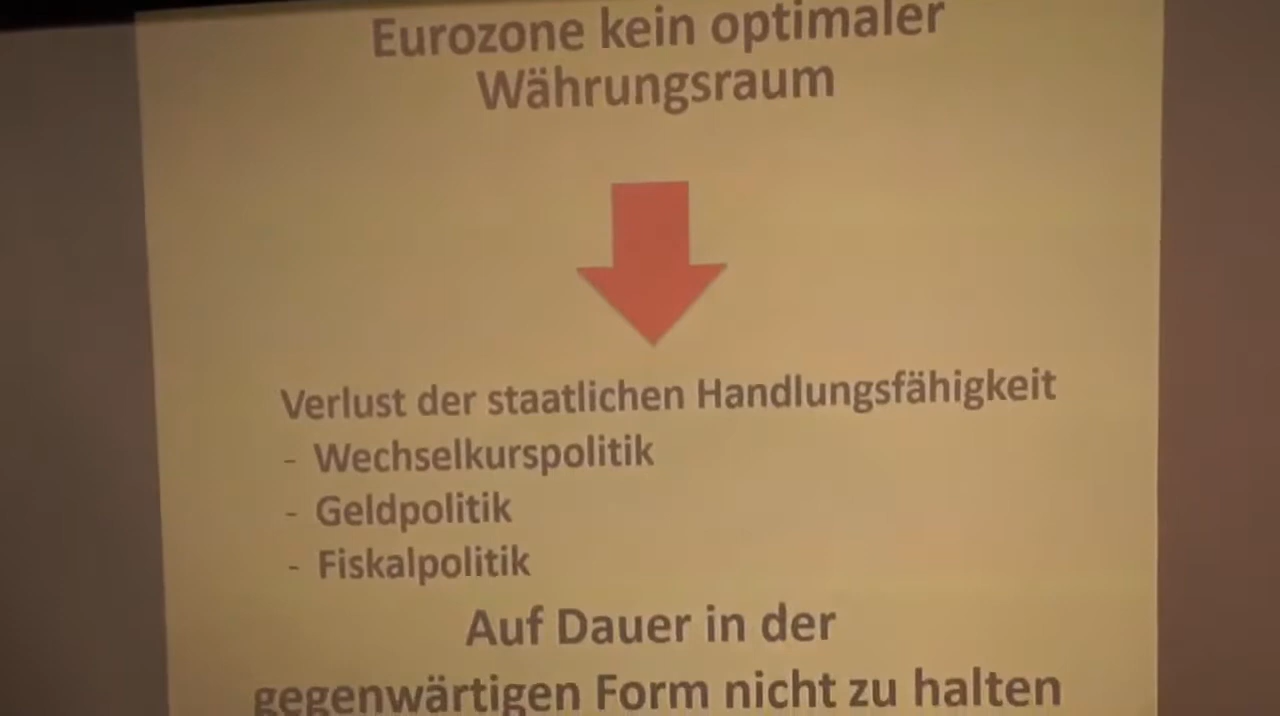 Eurozone kein optimaler
Währungsraum
Verlust der staatlichen Handlungsfähigkeit
- Wechselkurspolitik
- Geldpolitik
- Fiskalpolitik
Auf Dauer in der
gegenwärtigen Form nicht zu halten